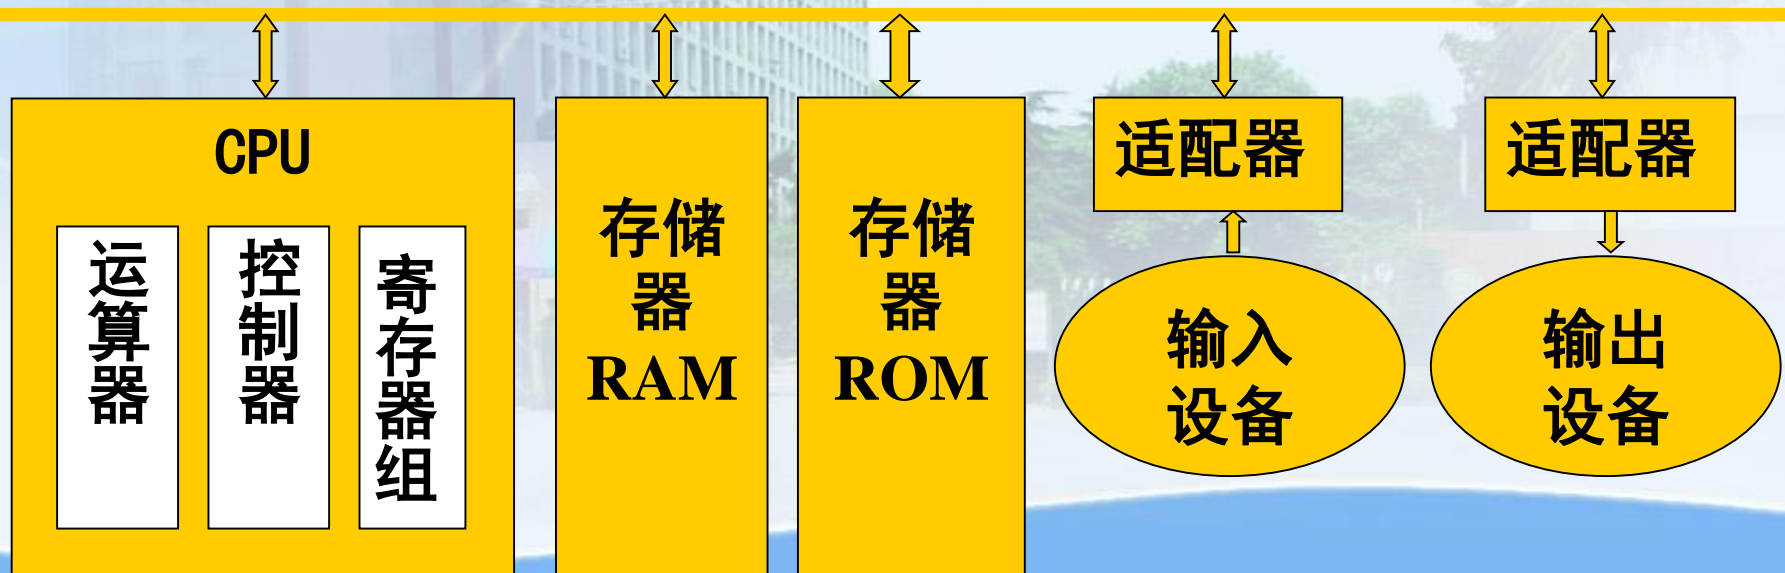 CPU
运算器
控制器
寄存器组
存储
器
RAM
存储
器
ROM
适配器
输入
设备
适配器
输出
设备